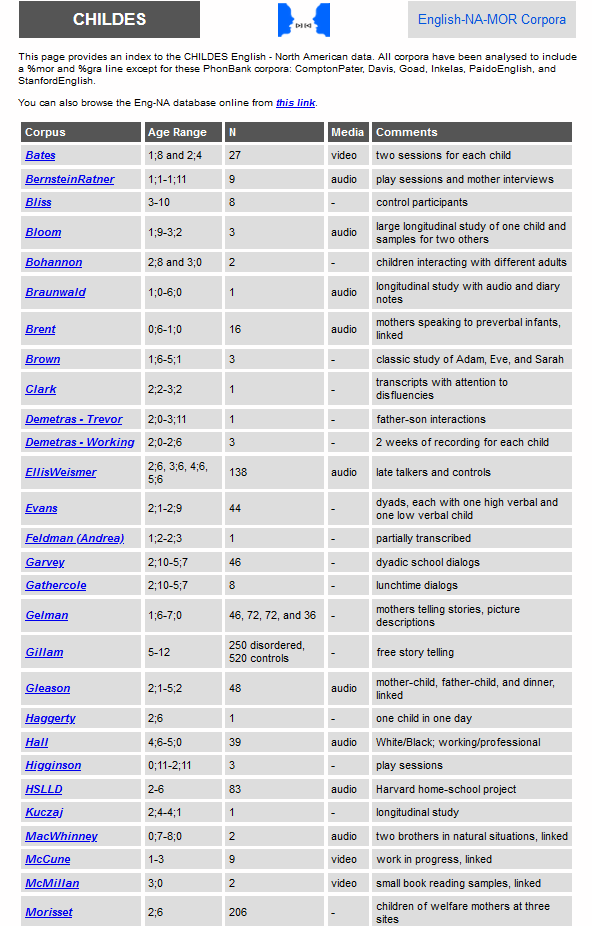 CHILDES
English-NA-MOR Corpora
This page provides an index to the CHILDES English - North American data. All corpora have been analysed to include
a %mor and %gra line except for these PhonBank corpora: ComptonPater, Davis, Goad, Inkelas, PaidoEnglish, and
StanfordEnglish.
You can also browse the Eng-NA database online from this link.
Corpus Age Range N Media Comments
Bates 1;8 and 2;4 27 video two sessions for each child
BernsteinRatner 1;1-1;11 9 audio play sessions and mother interviews
Bliss 3-10 8 - control participants
Bloom 1;9-3;2 3 audio large longitudinal study of one child and
samples for two others
Bohannon 2;8 and 3;0 2 - children interacting with different adults
Braunwald 1;0-6;0 1 audio longitudinal study with audio and diary
notes
Brent 0;6-1;0 16 audio mothers speaking to preverbal infants,
linked
Brown 1;6-5;1 3 - classic study of Adam, Eve, and Sarah
Clark 2;2-3;2 1 - transcripts with attention to
disfluencies
Demetras - Trevor 2;0-3;11 1 - father-son interactions
Demetras - Working 2;0-2;6 3 - 2 weeks of recording for each child
EllisWeismer 2;6, 3;6, 4;6,
5;6 138 audio late talkers and controls
Evans 2;1-2;9 44 - dyads, each with one high verbal and
one low verbal child
Feldman (Andrea) 1;2-2;3 1 - partially transcribed
Garvey 2;10-5;7 46 - dyadic school dialogs
Gathercole 2;10-5;7 8 - lunchtime dialogs
Gelman 1;6-7;0 46, 72, 72, and 36 - mothers telling stories, picture
descriptions
Gillam 5-12 250 disordered,
520 controls - free story telling
Gleason 2;1-5;2 48 audio mother-child, father-child, and dinner,
linked
Haggerty 2;6 1 - one child in one day
Hall 4;6-5;0 39 audio White/Black; working/professional
Higginson 0;11-2;11 3 - play sessions
HSLLD 2-6 83 audio Harvard home-school project
Kuczaj 2;4-4;1 1 - longitudinal study
MacWhinney 0;7-8;0 2 audio two brothers in natural situations, linked
McCune 1-3 9 video work in progress, linked
McMillan 3;0 2 video small book reading samples, linked
Morisset 2;6 206 - children of welfare mothers at three
sites